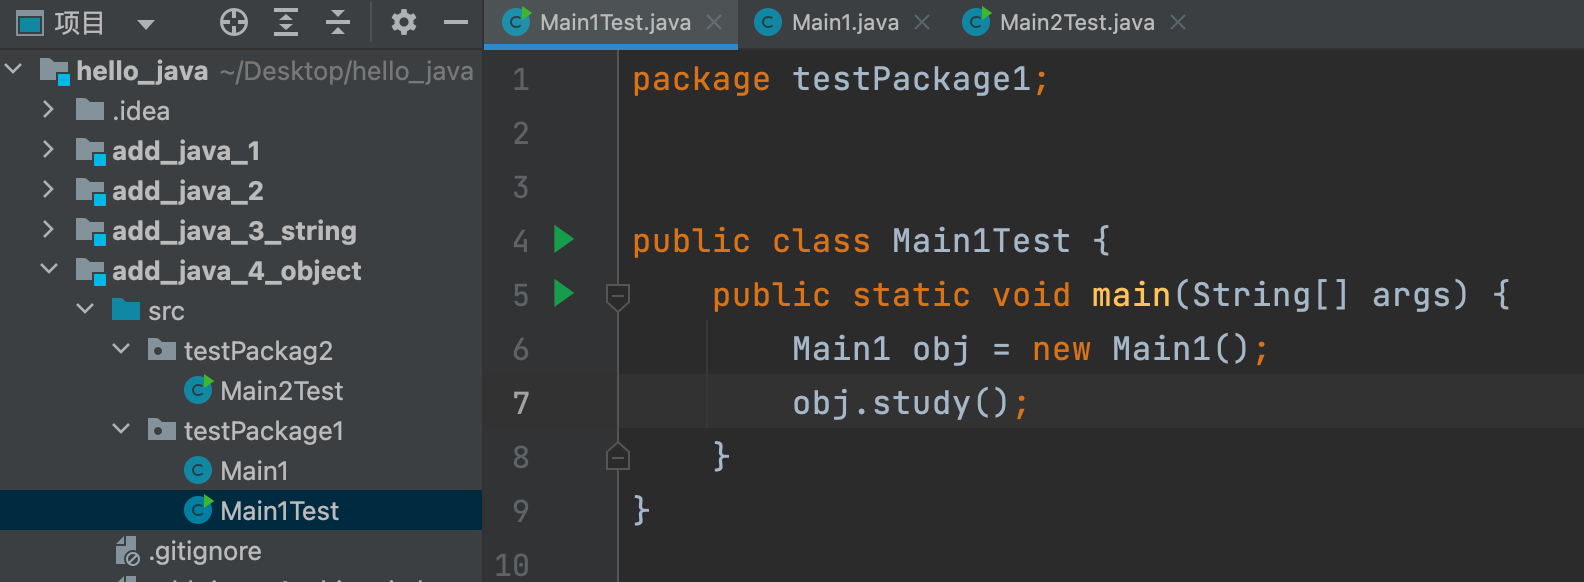 项目
Main1Test.java
Main1.java
Main2Test.java
hello_java ~/Desktop/hello_java
.idea
add_java_1
add_java_2
add_java_3_string
add_java_4_object
src
testPackag2
Main2Test
testPackage1
Main1
Main1Test
.gitignore
1 package testPackage1;
2
3
4 public class Main1Test {
5 public static void main(String[] args) {
6 Main1 obj = new Main1();
7 obj.study();
8 }
9 }
10